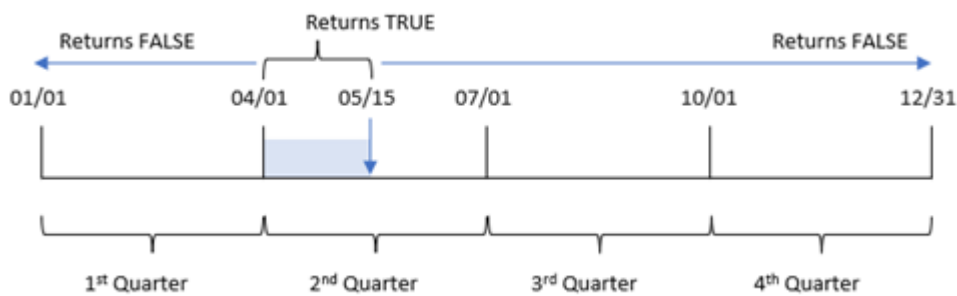 Returns TRUE
Returns FALSE
Returns FALSE
01/01
04/01
05/15
07/01
10/01
12/31
1st Quarter
2nd Quarter
3rd Quarter
4th Quarter